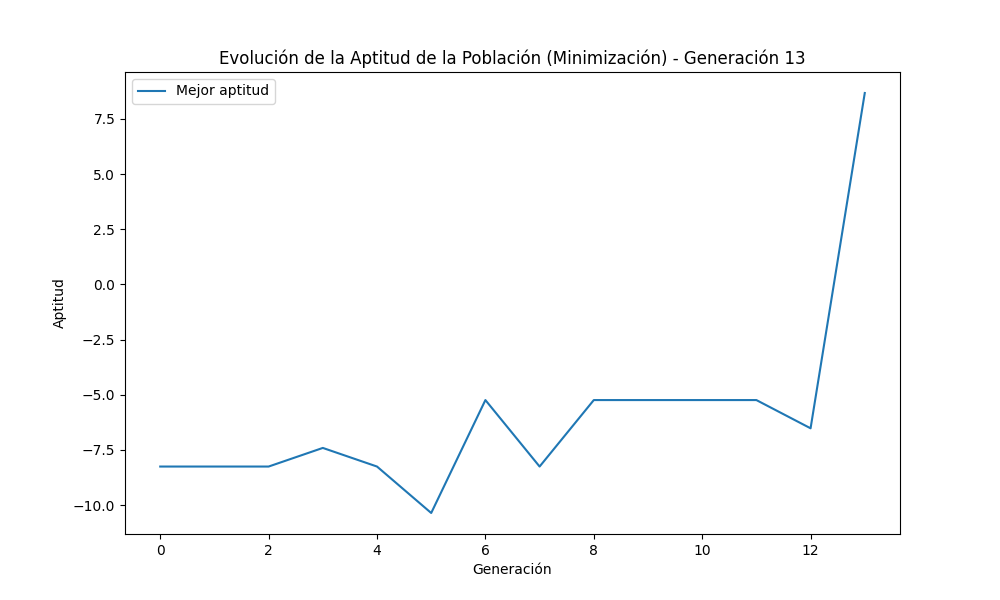 Evolución de la Aptitud de la Población (Minimización) - Generación 13
Mejor aptitud
7.5
5.0
2.5
0.0
−2.5
−5.0
−7.5
−10.0
Aptitud
0 2 4 6 8 10 12
Generación